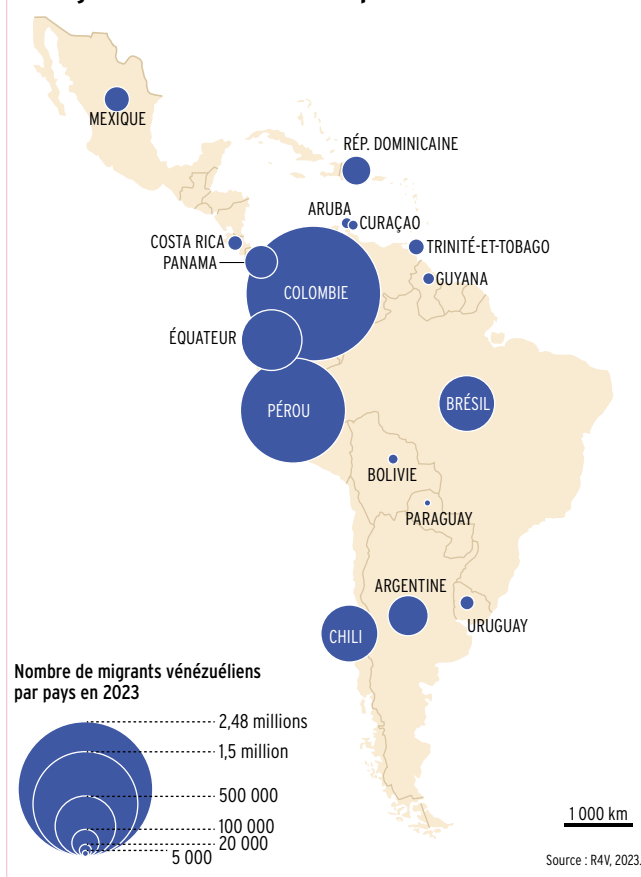 MEXIQUE
RÉP. DOMINICAINE
ARUBA
CURAÇAO
COSTA RICA
TRINITÉ-ET-TOBAGO
PANAMA
GUYANA
COLOMBIE
ÉQUATEUR
PÉROU
BRÉSIL
BOLIVIE
PARAGUAY
ARGENTINE
URUGUAY
CHILI
Nombre de migrants vénézuéliens
par pays en 2023
2,48 millions
1,5 million
500 000
100 000
20 000
5 000
1 000 km
Source : R4V, 2023.